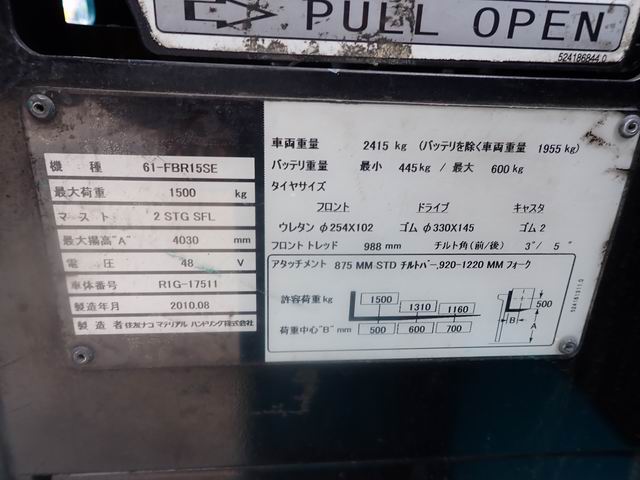 PULL OPEN
524186844.0
機 種 61-FBR15SE
最大荷重 1500 kg
マ ー ス ト 2 STG SFL
最大揚高"A" 4030 mm
電 圧 48 V
車体番号 R1G-17511
製造年月 2010.08
製 造 者 住友ナコ マテリアル ハンドリング株式会社
車両重量 2415 kg (バッテリを除く車両重量 1955 kg)
バッテリ重量 最小 445 kg / 最大 600 kg
タイヤサイズ
フロント ドライブ キャスタ
ウレタン φ254X102 ゴム φ330X145 ゴム 2
フロント トレッド 988 mm チルト角(前/後) 3°/ 5 °
アタッチメント 875 MM STD チルトバー,920-1220 MM フォーク
許容荷重 kg 1500 1310 1160
荷重中心"B" mm 500 600 700
500
B A
524181311.0